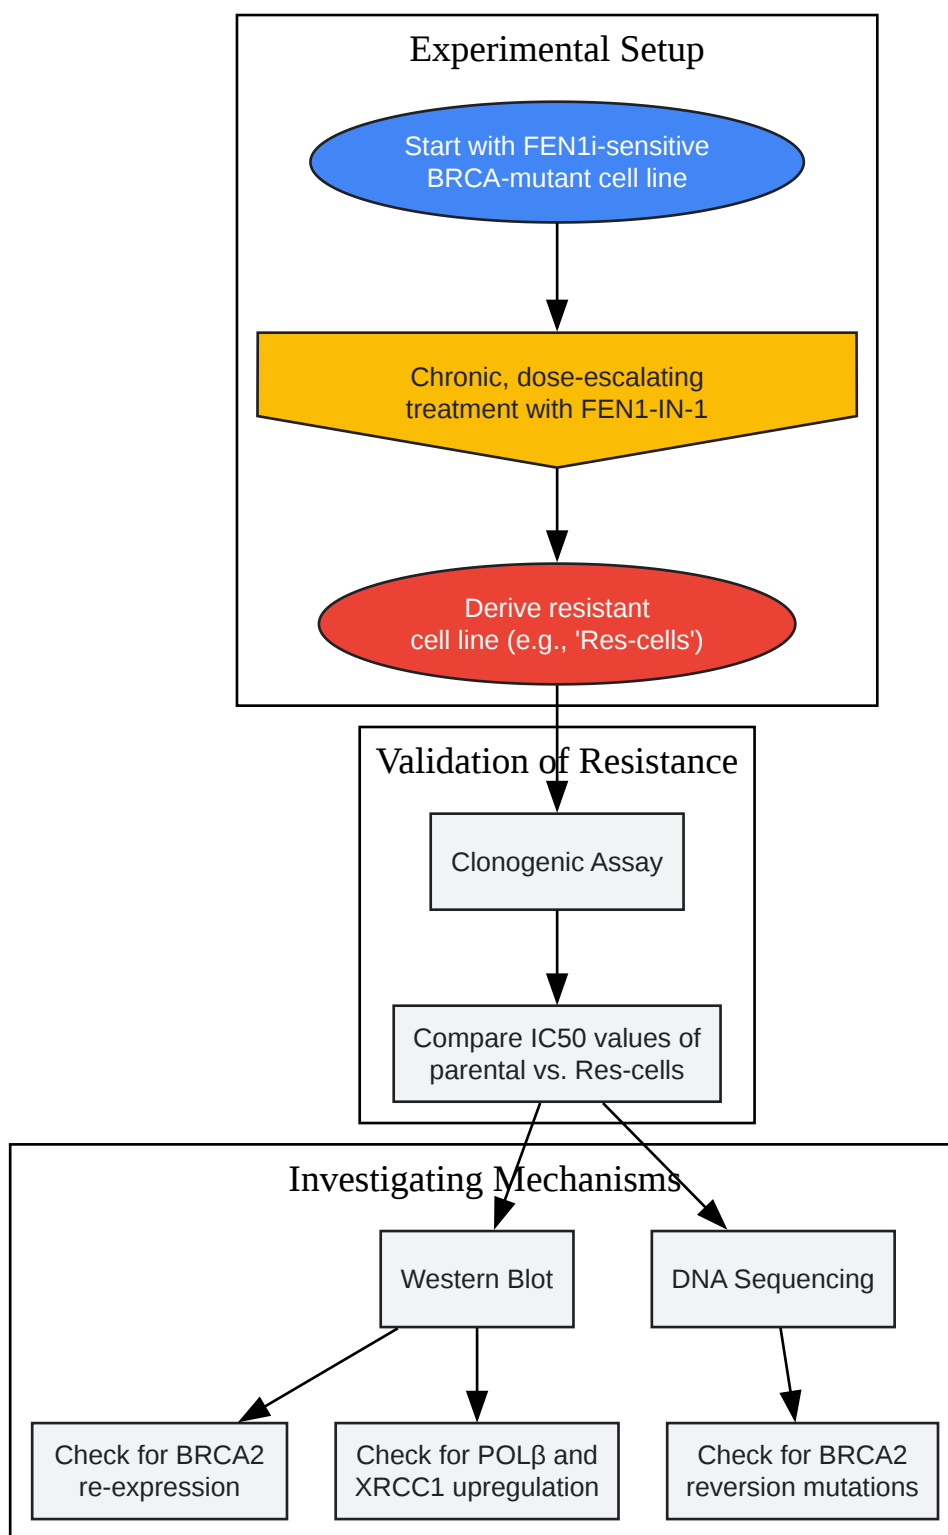 Experimental Setup
Start with FEN1i-sensitive
BRCA-mutant cell line
Chronic, dose-escalating
treatment with FEN1-IN-1
Derive resistant
cell line (e.g., 'Res-cells')
Validation of Resistance
Clonogenic Assay
Compare IC50 values of
parental vs. Res-cells
Investigating Mechanisms
Western Blot
DNA Sequencing
Check for BRCA2
re-expression
Check for POLβ and
XRCC1 upregulation
Check for BRCA2
reversion mutations